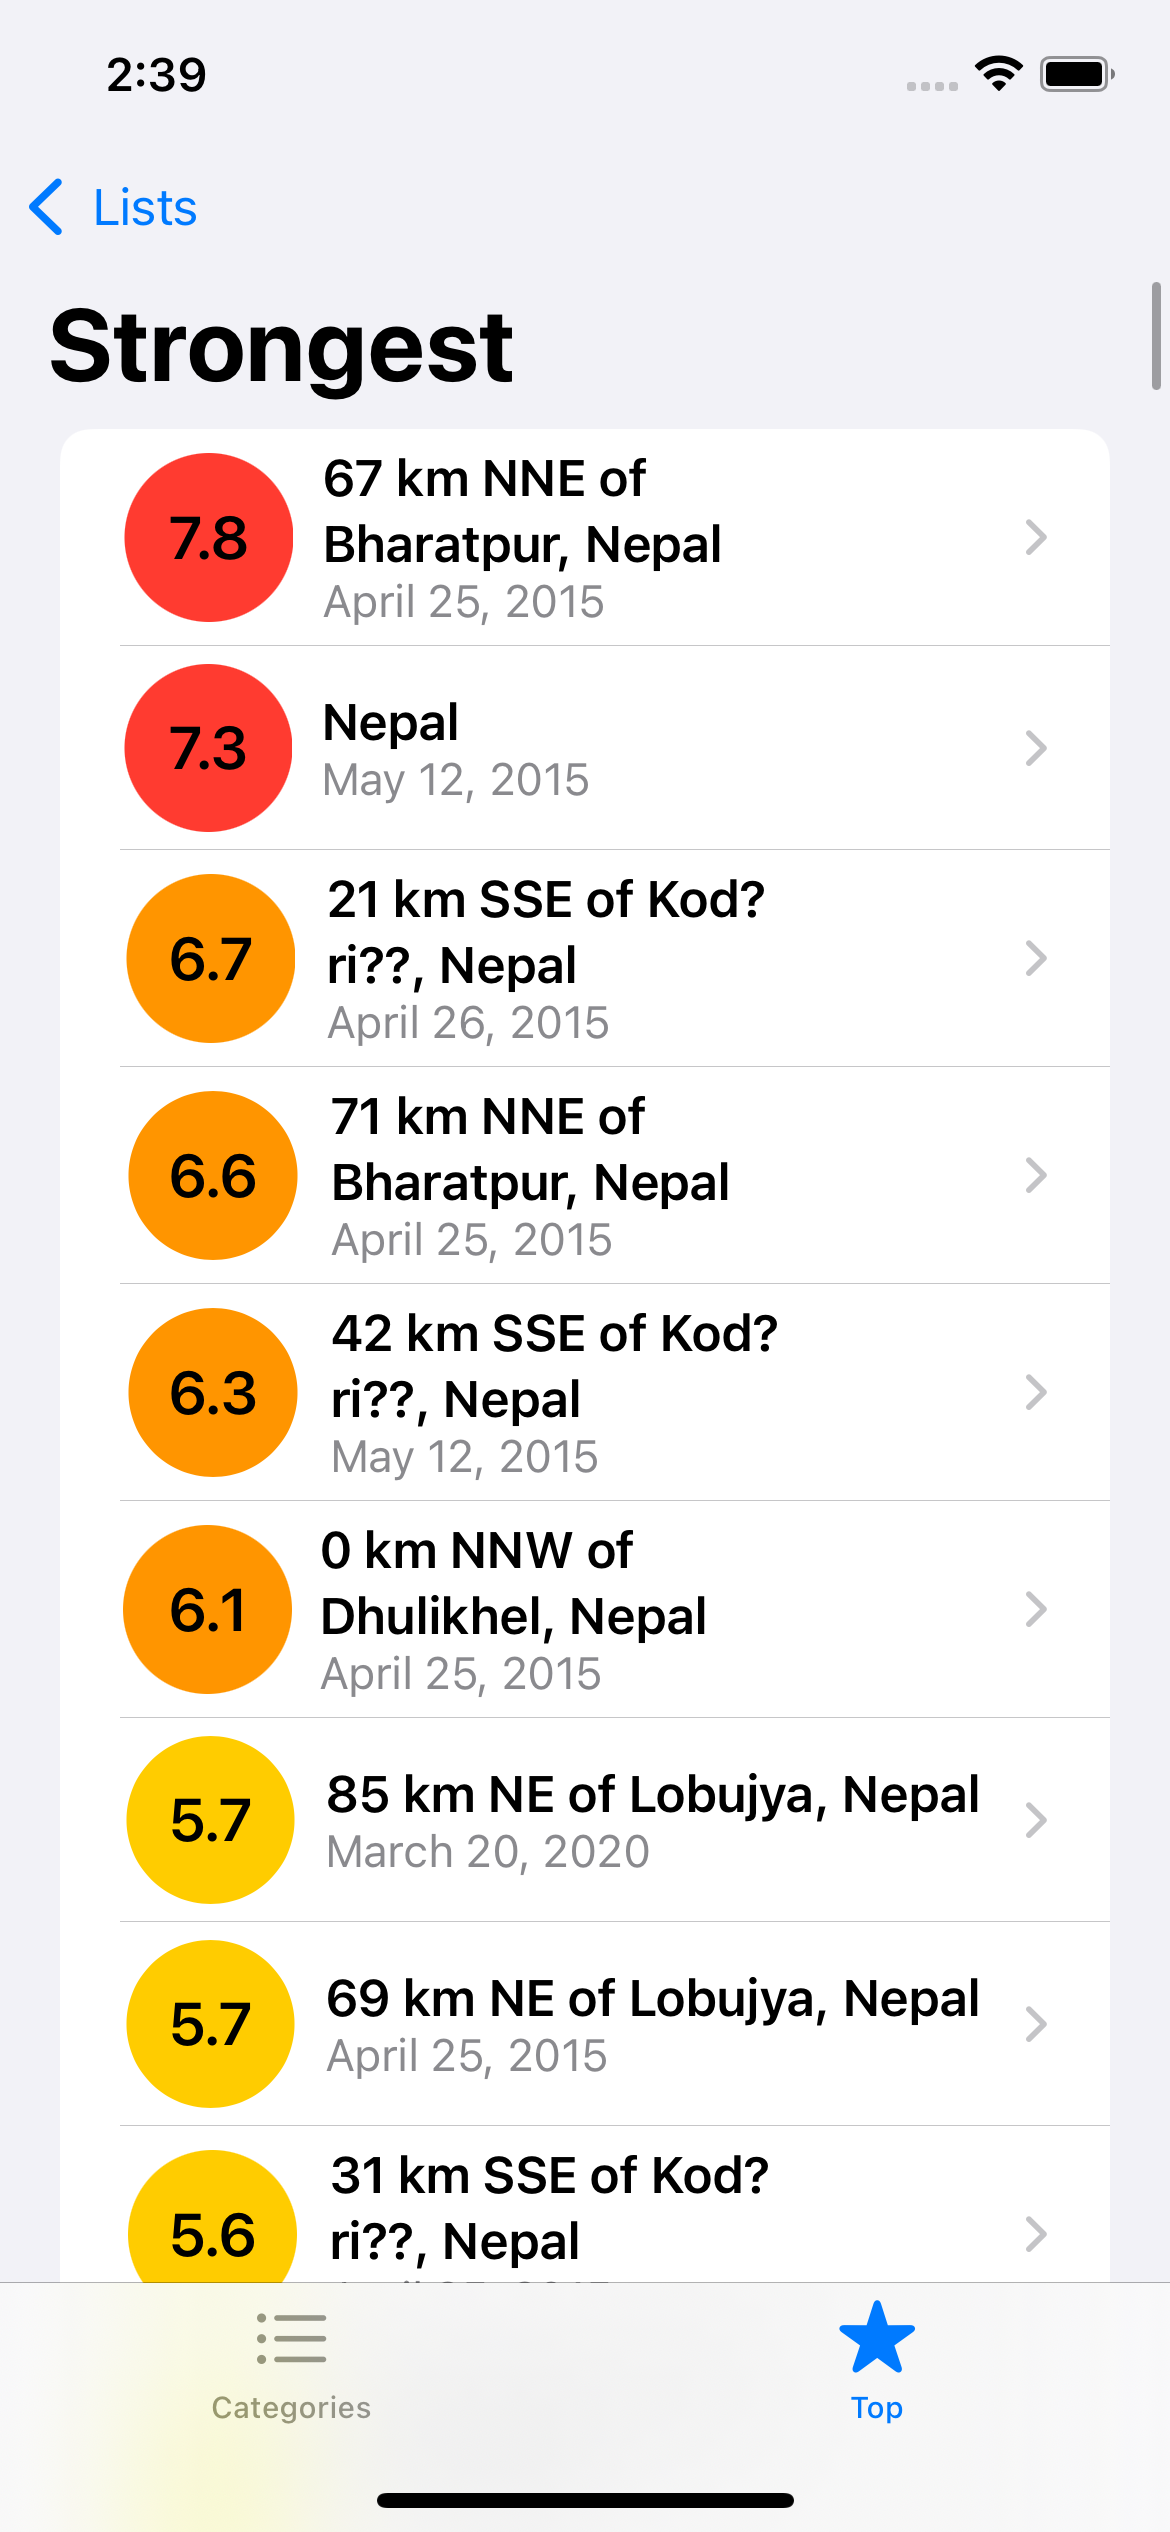 2:39
Lists
Strongest
7.8
67 km NNE of
Bharatpur, Nepal
April 25, 2015
7.3
Nepal
May 12, 2015
6.7
21 km SSE of Kod?
ri??, Nepal
April 26, 2015
6.6
71 km NNE of
Bharatpur, Nepal
April 25, 2015
6.3
42 km SSE of Kod?
ri??, Nepal
May 12, 2015
6.1
0 km NNW of
Dhulikhel, Nepal
April 25, 2015
5.7
85 km NE of Lobujya, Nepal
March 20, 2020
5.7
69 km NE of Lobujya, Nepal
April 25, 2015
5.6
31 km SSE of Kod?
ri??, Nepal
Categories
Top